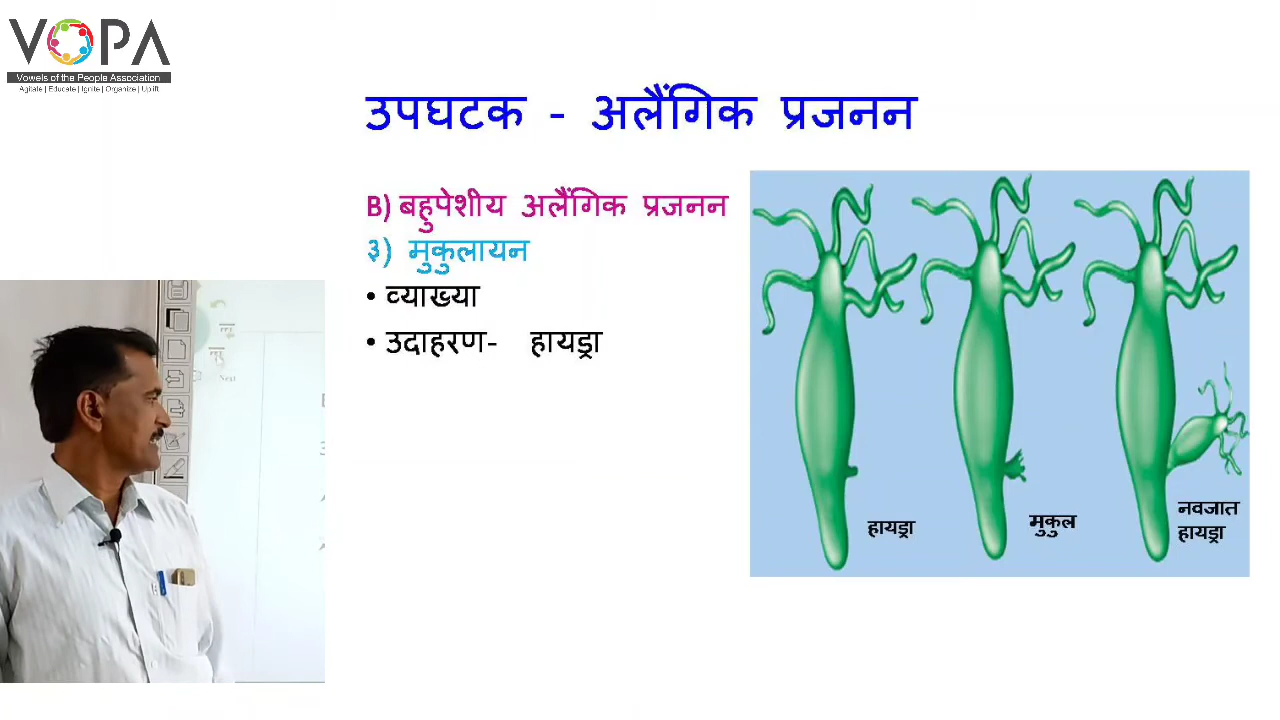 VOPA
Vowels of the People Association
Agitate | Educate | Ignite | Organize | Uplift
उपघटक - अलैंगिक प्रजनन
B) बहुपेशीय अलैंगिक प्रजनन
३) मुकुलायन
• व्याख्या
• उदाहरण- हायड्रा
हायड्रा
मुकुल
नवजात
हायड्रा